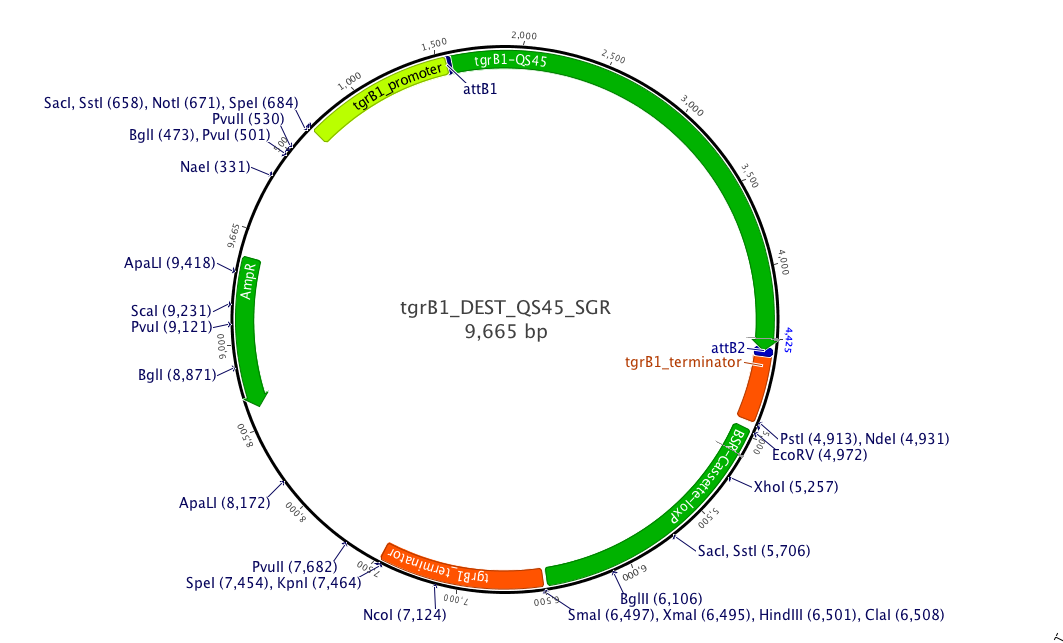 1,500
2,000
tgrB1-QS45
2,500
tgrB1_promoter
1,000
attB1
SacI, SstI (658), NotI (671), SpeI (684)
3,000
PvuII (530)
BglI (473), PvuI (501)
NaeI (331)
3,500
9,665
ApaLI (9,418)
AmpR
4,000
tgrB1_DEST_QS45_SGR
9,665 bp
ScaI (9,231)
PvuI (9,121)
9,000
4,425
attB2
tgrB1_terminator
BglI (8,871)
8,500
PstI (4,913), NdeI (4,931)
5,000
EcoRV (4,972)
BSR-Cassette-loxP
XhoI (5,257)
ApaLI (8,172)
8,000
5,500
SacI, SstI (5,706)
PvuII (7,682)
7,500
tgrB1_terminator
6,000
SpeI (7,454), KpnI (7,464)
7,000
6,500
BglII (6,106)
NcoI (7,124)
SmaI (6,497), XmaI (6,495), HindIII (6,501), ClaI (6,508)